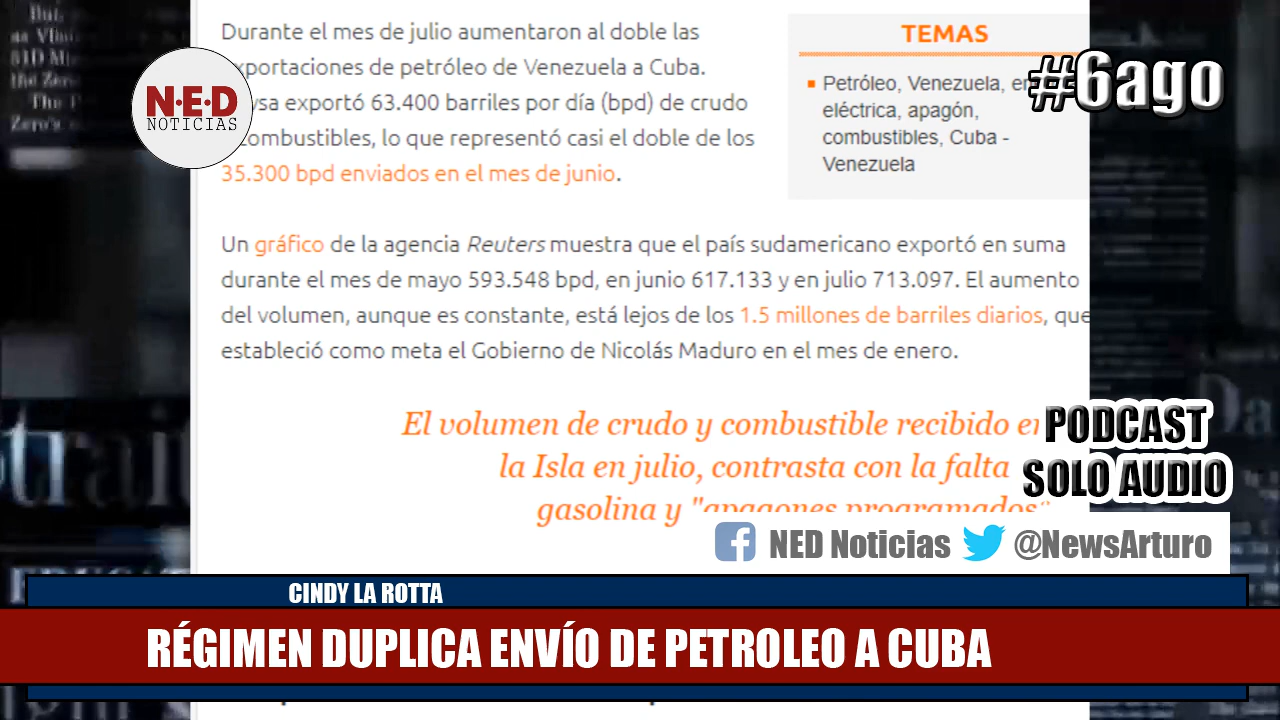 Durante el mes de julio aumentaron al doble las
exportaciones de petróleo de Venezuela a Cuba.
exportó 63.400 barriles por día (bpd) de crudo
combustibles, lo que representó casi el doble de los
35.300 bpd enviados en el mes de junio.
TEMAS
Petróleo, Venezuela,
eléctrica, apagón,
combustibles, Cuba -
Venezuela
#6ago
N·E·D
NOTICIAS
Un gráfico de la agencia Reuters muestra que el país sudamericano exportó en suma
durante el mes de mayo 593.548 bpd, en junio 617.133 y en julio 713.097. El aumento
del volumen, aunque es constante, está lejos de los 1.5 millones de barriles diarios, que
estableció como meta el Gobierno de Nicolás Maduro en el mes de enero.
El volumen de crudo y combustible recibido en
la Isla en julio, contrasta con la falta
gasolina y "apagones programados"
PODCAST
SOLO AUDIO
NED Noticias @NewsArturo
CINDY LA ROTTA
RÉGIMEN DUPLICA ENVÍO DE PETROLEO A CUBA